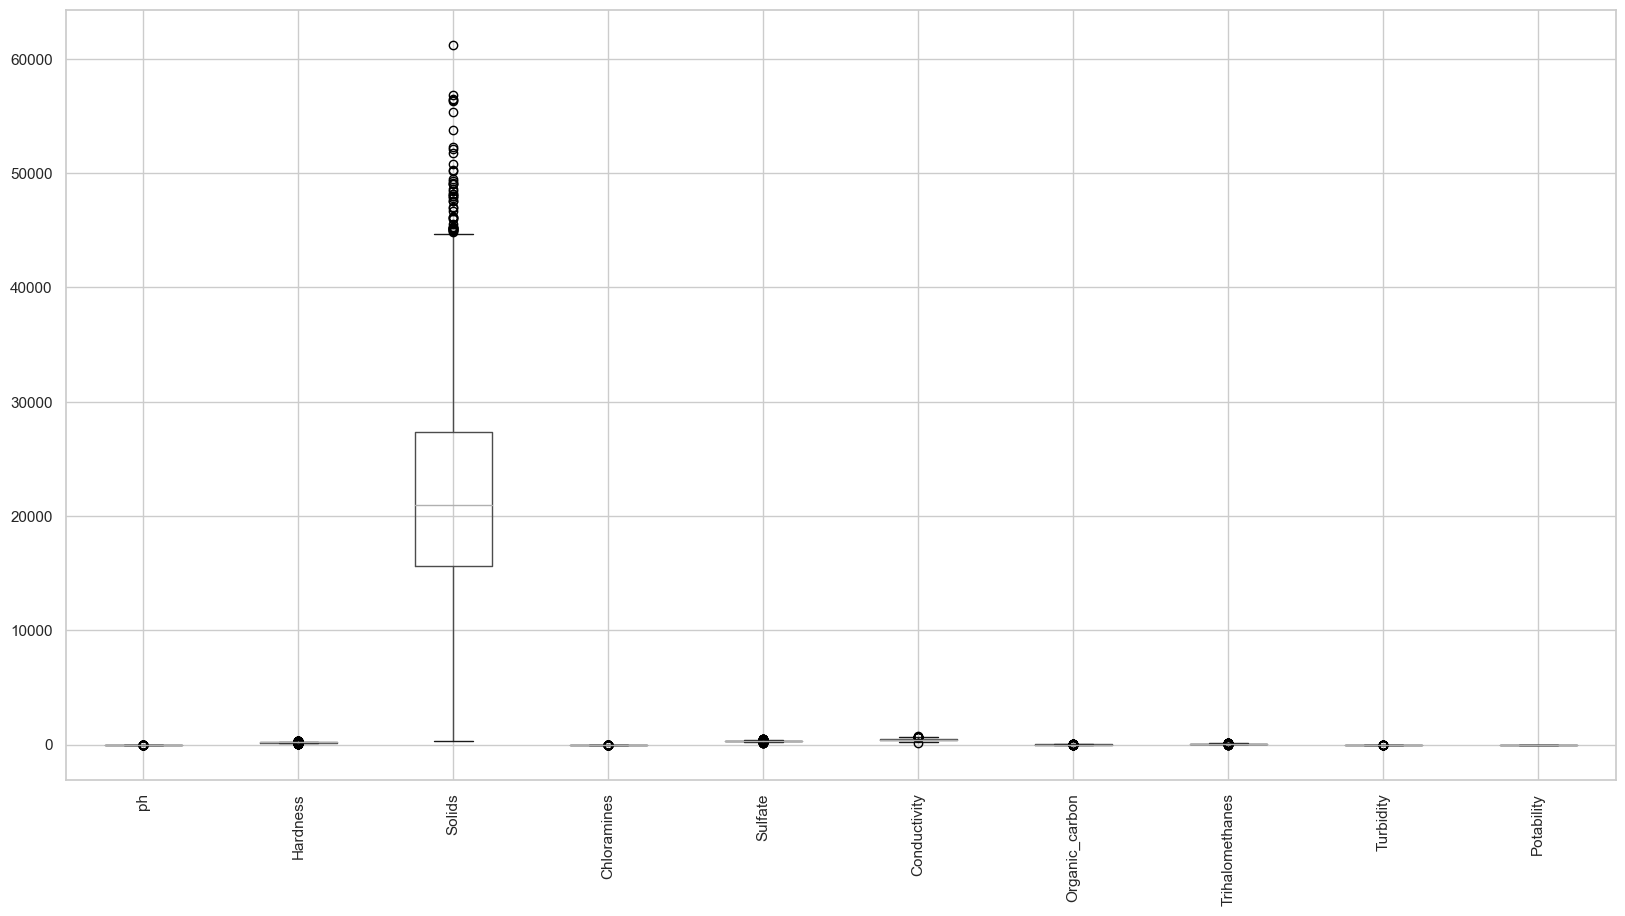 60000
50000
40000
30000
20000
10000
0
ph
Hardness
Solids
Chloramines
Sulfate
Conductivity
Organic_carbon
Trihalomethanes
Turbidity
Potability